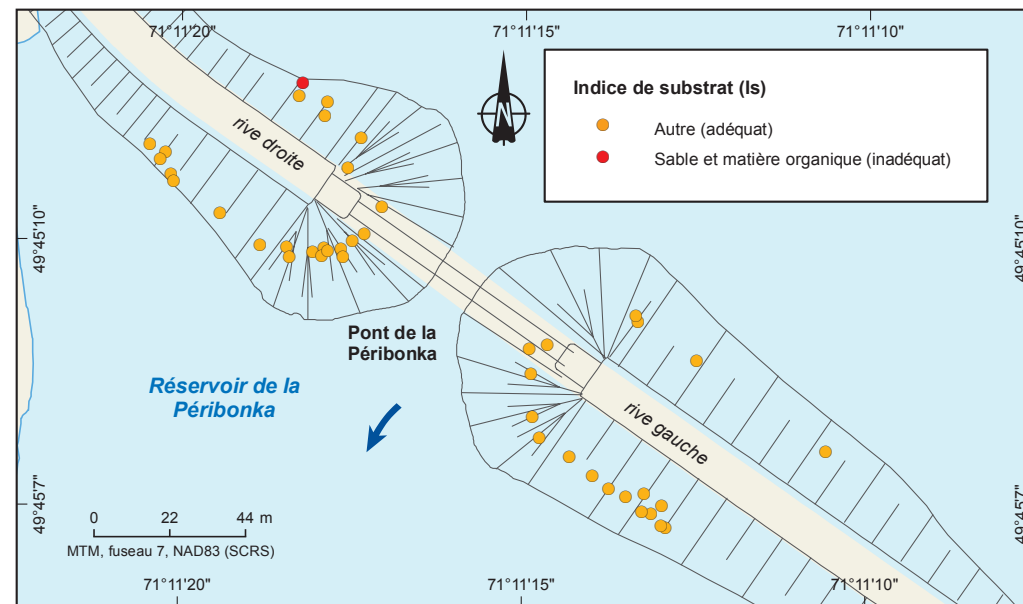 71°11'20"
71°11'15"
71°11'10"
N
Indice de substrat (Is)
Autre (adéquat)
Sable et matière organique (inadéquat)
rive droite
49°45'10"
49°45'10"
Pont de la
Péribonka
Réservoir de la
Péribonka
rive gauche
49°45'7"
49°45'7"
0 22 44 m
MTM, fuseau 7, NAD83 (SCRS)
71°11'20"
71°11'15"
71°11'10"